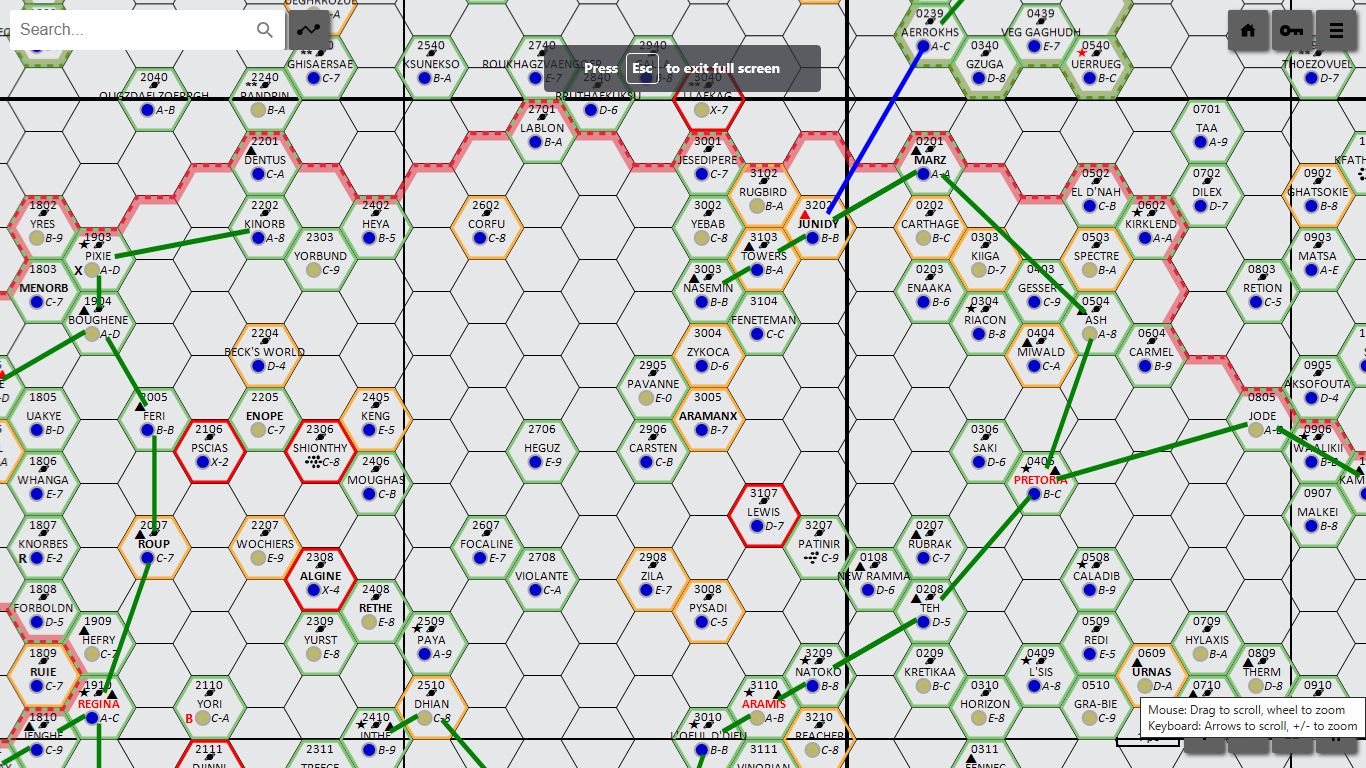 Search...
Press Esc to exit full screen
0239
AERROKHS
A-C
0439
VEG GAGHUDH
E-7
0340
GZUGA
D-8
0540
UERRUEG
B-C
THOEZOVUEL
D-7
GHISAERSAE
C-7
2540
KSUNEKSO
B-A
2740
E-7
2040
A-B
2240
PANDRIN
B-A
D-6
X-7
2701
LABLON
B-A
2201
DENTUS
C-A
3001
JESEDIPERE
C-7
3102
RUGBIRD
B-A
0201
MARZ
A-A
0701
TAA
A-9
0502
EL D'NAH
C-B
0702
DILEX
D-7
0902
GHATSOKIE
B-8
1802
HYRES
B-9
2202
KINORB
A-8
2402
HEYA
B-5
2602
CORFU
C-8
3002
YEBAB
C-8
JUNIDY
B-B
0202
CARTHAGE
B-C
0602
KIRKLEND
A-A
1903
PIXIE
X
A-D
2303
YORBUND
C-9
3103
TOWERS
B-A
0303
KIIGA
D-7
0503
SPECTRE
B-A
0903
MATSA
A-E
1803
MENORB
C-7
3003
NASEMIN
B-B
0203
ENAAKA
B-6
0403
C-9
0803
RETION
C-5
1904
BOUGHENE
A-D
3104
FENETEMAN
C-C
0304
RIACON
B-8
0504
ASH
A-8
2204
BECK'S WORLD
D-4
3004
ZYKOCA
D-6
0404
MIWALD
C-A
0604
CARMEL
B-9
2905
PAVANNE
E-0
0905
AKSOFOUTA
D-4
1805
UAKYE
B-D
2005
FERI
B-B
2205
ENOPE
C-7
2405
KENG
E-5
3005
ARAMANX
B-7
0805
JODE
2106
PSCIAS
X-2
2306
SHIONTHY
C-8
2706
HEGUZ
E-9
2906
CARSTEN
C-B
0306
SAKI
D-6
0906
WAALIKII
1806
WHANGA
E-7
2406
MOUGHAS
C-B
PRETORIA
B-C
3107
LEWIS
D-7
0907
MALKEI
B-8
1807
KNORBES
R
E-2
2007
ROUP
C-7
2207
WOCHIERS
E-9
2607
FOCALINE
E-7
3207
PATINIR
C-9
0207
RUBRAK
C-7
2308
ALGINE
X-4
2708
VIOLANTE
C-A
2908
ZILA
E-8
0108
NEW RAMMA
D-6
0508
CALADIB
B-9
1808
FORBOLDN
D-5
2408
RETHE
E-8
3008
PYSADI
C-5
0208
TEH
D-5
1909
HEFRY
C-7
2309
YURST
E-8
2509
PAYA
A-9
0509
REDI
E-5
0709
HYLAXIS
B-A
1809
RUIE
C-7
3209
NATOKO
B-8
0209
KRETIKAA
B-C
0409
L'SIS
A-8
0609
URNAS
D-A
0809
THERM
D-8
1910
REGINA
A-C
2110
YORI
B
C-A
2510
DHIAN
C-8
3110
ARAMIS
A-B
0310
HORIZON
E-8
0510
GRA-BIE
C-9
0710
0910
1810
JENGHE
C-9
2410
INTHE
B-9
3010
L'OEUL D'DIEU
B-B
3210
REACHER
C-8
2111
DJINNI
2311
TREECE
3111
VINORIAN
0311
FENNEC
Mouse: Drag to scroll, wheel to zoom
Keyboard: Arrows to scroll, +/- to zoom